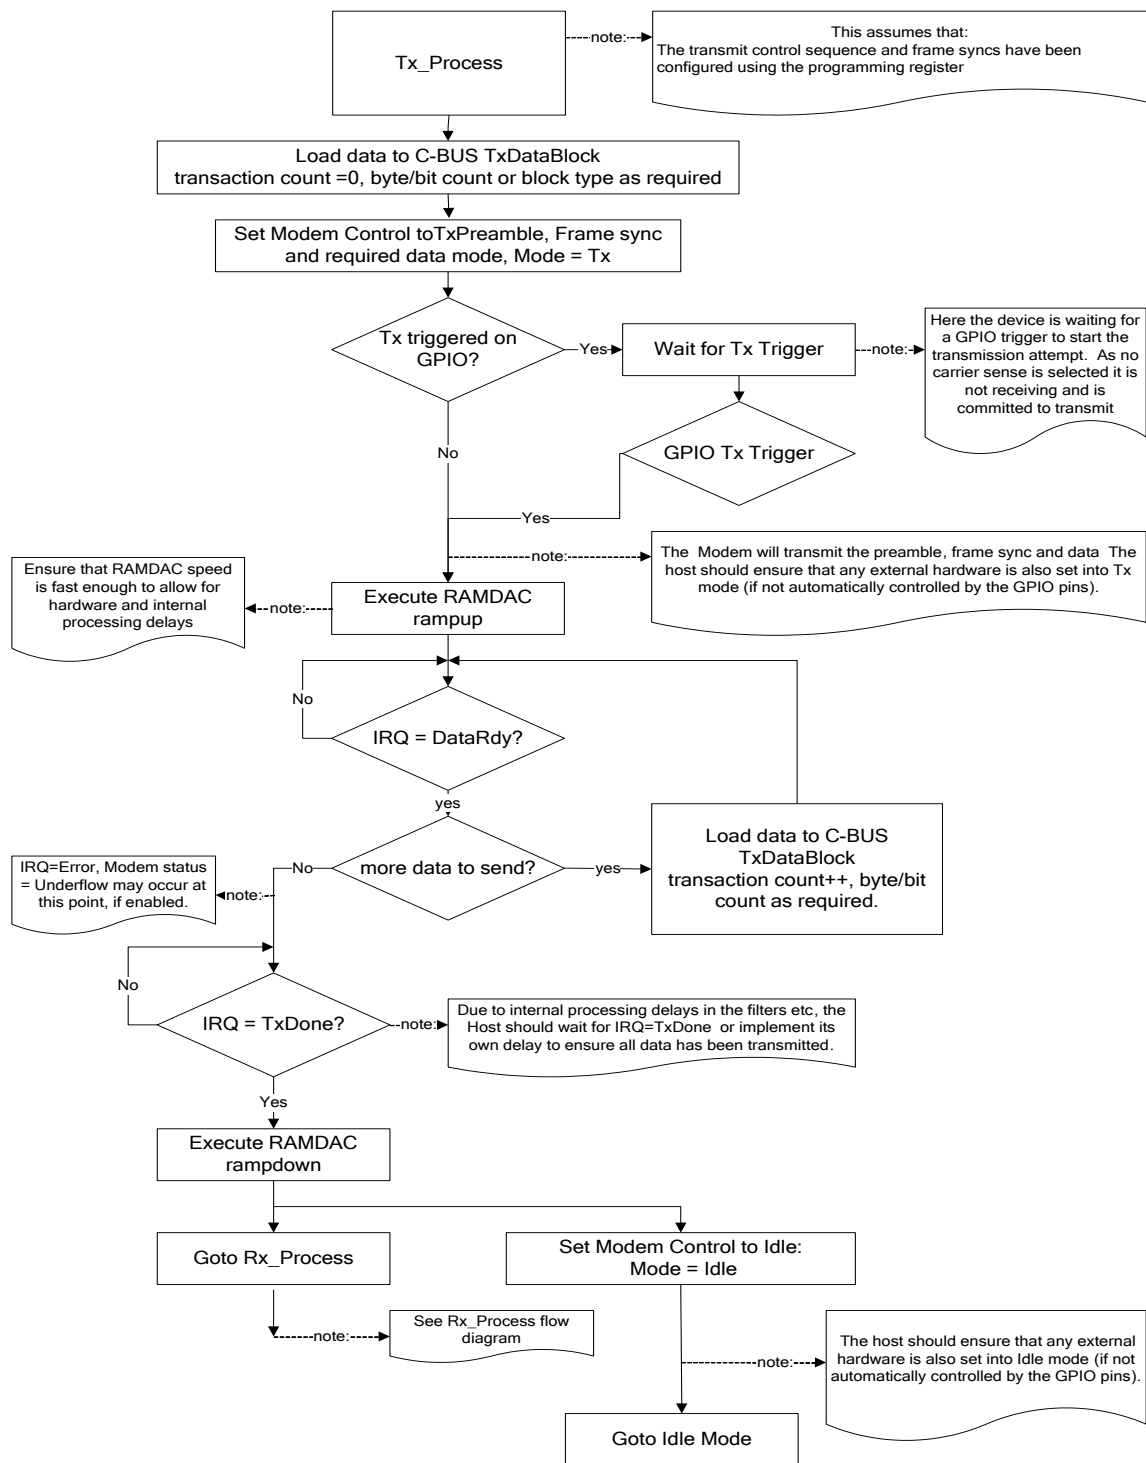 Tx_Process
note:
This assumes that:
The transmit control sequence and frame syncs have been
configured using the programming register
Load data to C-BUS TxDataBlock
transaction count =0, byte/bit count or block type as required
Set Modem Control toTxPreamble, Frame sync
and required data mode, Mode = Tx
Tx triggered on
GPIO?
Yes
Wait for Tx Trigger
note:
Here the device is waiting for
a GPIO trigger to start the
transmission attempt. As no
carrier sense is selected it is
not receiving and is
committed to transmit
No
GPIO Tx Trigger
Yes
note:
The Modem will transmit the preamble, frame sync and data The
host should ensure that any external hardware is also set into Tx
mode (if not automatically controlled by the GPIO pins).
Ensure that RAMDAC speed
is fast enough to allow for
hardware and internal
processing delays
note:
Execute RAMDAC
rampup
No
IRQ = DataRdy?
yes
more data to send?
No
yes
Load data to C-BUS
TxDataBlock
transaction count++, byte/bit
count as required.
IRQ=Error, Modem status
= Underflow may occur at
this point, if enabled.
note:
No
IRQ = TxDone?
note:
Due to internal processing delays in the filters etc, the
Host should wait for IRQ=TxDone or implement its
own delay to ensure all data has been transmitted.
Yes
Execute RAMDAC
rampdown
Goto Rx_Process
Set Modem Control to Idle:
Mode = Idle
note:
See Rx_Process flow
diagram
note:
The host should ensure that any external
hardware is also set into Idle mode (if not
automatically controlled by the GPIO pins).
Goto Idle Mode